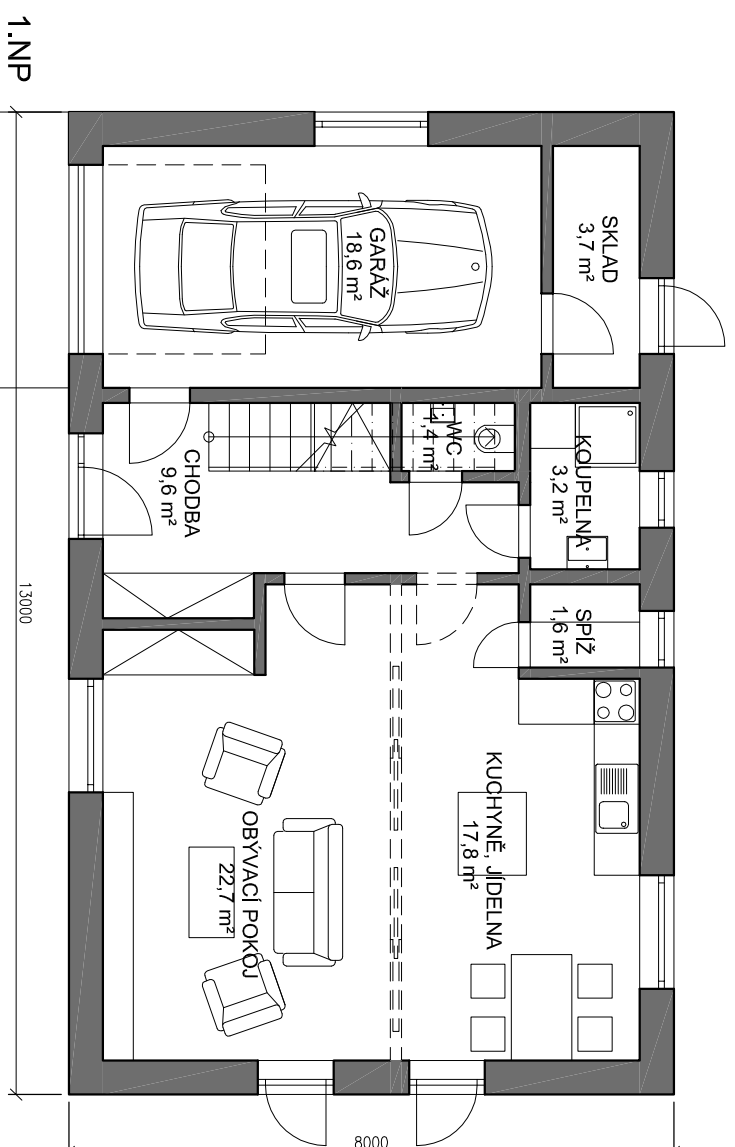 1.NP
SKLAD
3,7 m²
GARÁŽ
18,6 m²
WC
1,4 m²
KOUPELNA
3,2 m²
CHODBA
9,6 m²
SPÍŽ
1,6 m²
KUCHYNĚ, JÍDELNA
17,8 m²
OBÝVACÍ POKOJ
22,7 m²
13000
8000